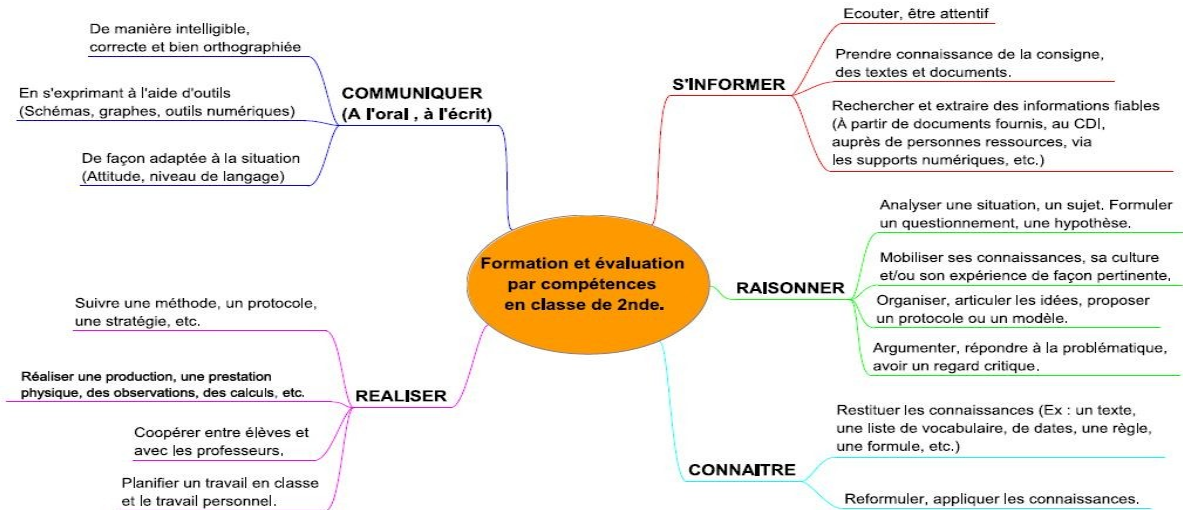 Formation et évaluation
par compétences
en classe de 2nde.
COMMUNIQUER
(A l'oral , à l'écrit)
De manière intelligible,
correcte et bien orthographiée
En s'exprimant à l'aide d'outils
(Schémas, graphes, outils numériques)
De façon adaptée à la situation
(Attitude, niveau de langage)
S'INFORMER
Ecouter, être attentif
Prendre connaissance de la consigne,
des textes et documents.
Rechercher et extraire des informations fiables
(À partir de documents fournis, au CDI,
auprès de personnes ressources, via
les supports numériques, etc.)
RAISONNER
Analyser une situation, un sujet. Formuler
un questionnement, une hypothèse.
Mobiliser ses connaissances, sa culture
et/ou son expérience de façon pertinente.
Organiser, articuler les idées, proposer
un protocole ou un modèle.
Argumenter, répondre à la problématique,
avoir un regard critique.
CONNAITRE
Restituer les connaissances (Ex : un texte,
une liste de vocabulaire, de dates, une règle,
une formule, etc.)
Reformuler, appliquer les connaissances.
REALISER
Suivre une méthode, un protocole,
une stratégie, etc.
Réaliser une production, une prestation
physique, des observations, des calculs, etc.
Coopérer entre élèves et
avec les professeurs.
Planifier un travail en classe
et le travail personnel.